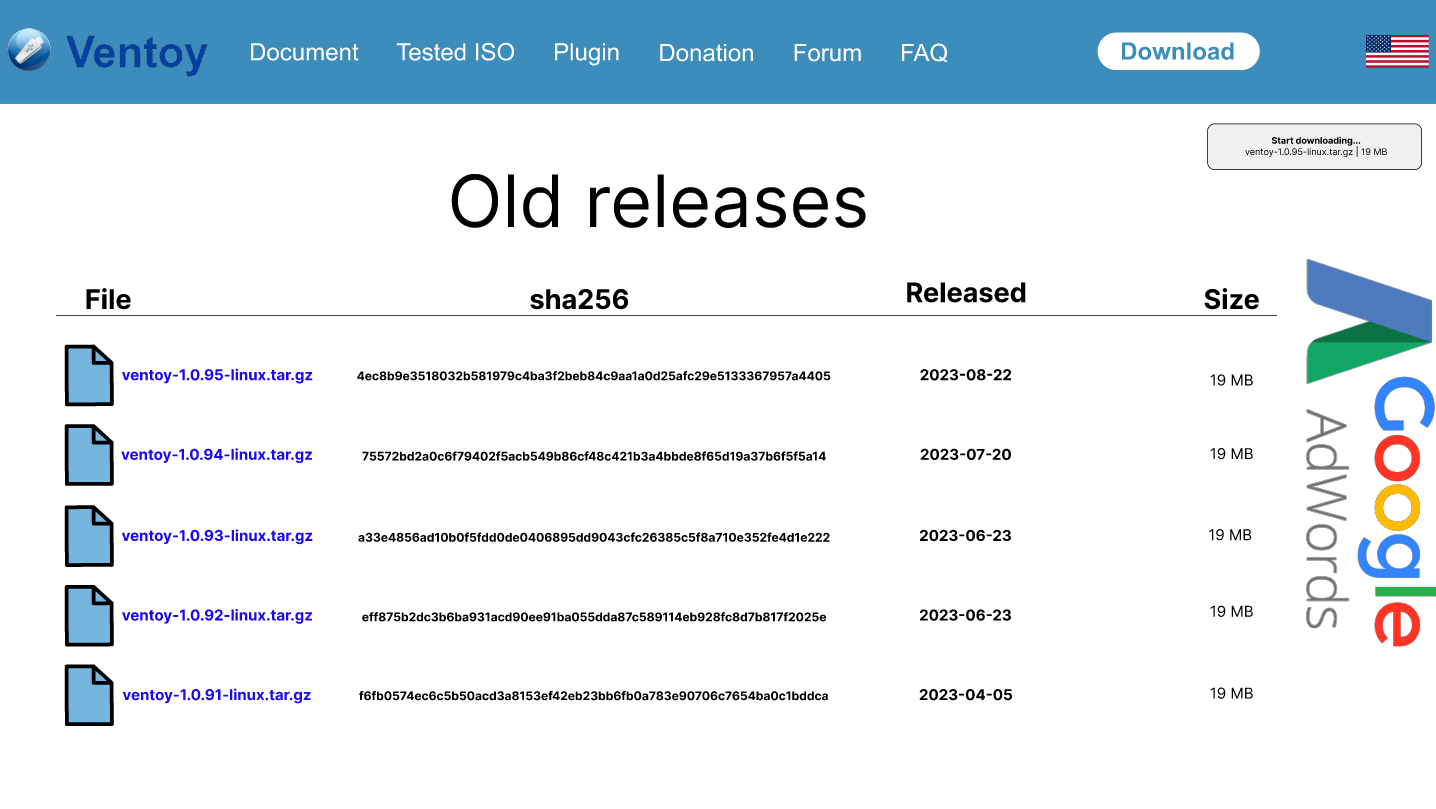 Ventoy
Document Tested ISO Plugin Donation Forum FAQ
Download
Start downloading...
ventoy-1.0.95-linux.tar.gz | 19 MB
Old releases
File sha256 Released Size
ventoy-1.0.95-linux.tar.gz 4ec8b9e3518032b581979c4ba3f2beb84c9aa1a0d25afc29e5133367957a4405 2023-08-22 19 MB
ventoy-1.0.94-linux.tar.gz 75572bd2a0c6f79402f5acb549b86cf48c421b3a4bbde8f65d19a37b6f5f5a14 2023-07-20 19 MB
ventoy-1.0.93-linux.tar.gz a33e4856ad10b0f5fdd0de0406895dd9043cfc26385c5f8a710e352fe4d1e222 2023-06-23 19 MB
ventoy-1.0.92-linux.tar.gz eff875b2dc3b6ba931acd90ee91ba055dda87c589114eb928fc8d7b817f2025e 2023-06-23 19 MB
ventoy-1.0.91-linux.tar.gz f6fb0574ec6c5b50acd3a8153ef42eb23bb6fb0a783e90706c7654ba0c1bddca 2023-04-05 19 MB
Google
AdWords